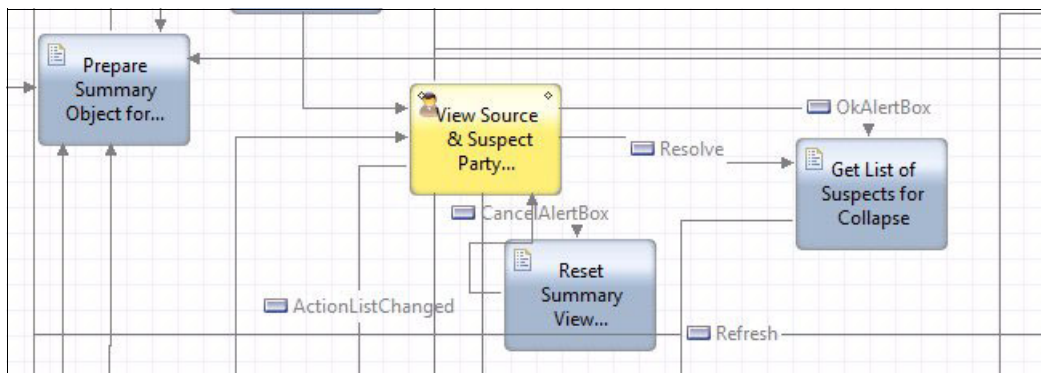 Prepare
Summary
Object for...
View Source
& Suspect
Party...
OkAlertBox
Resolve
Get List of
Suspects for
Collapse
CancelAlertBox
Reset
Summary
View...
ActionListChanged
Refresh